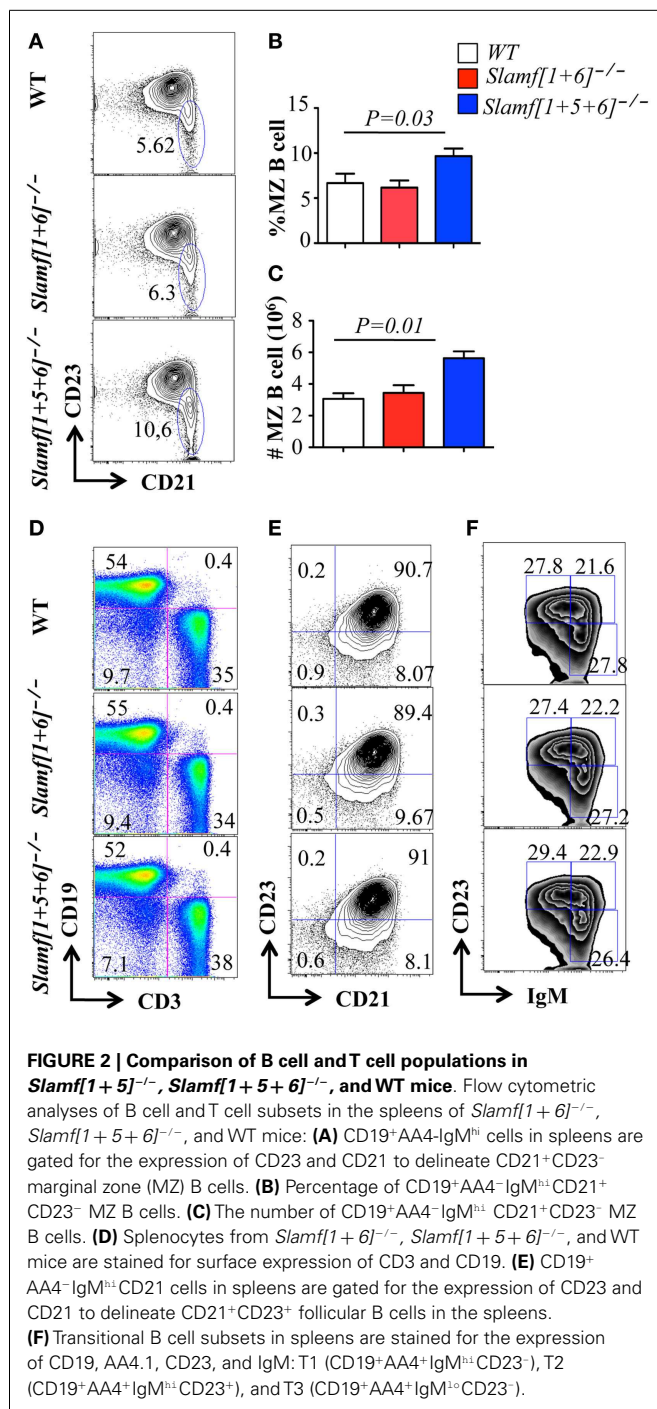 A
B
WT
Slamf[1+6]⁻/⁻
Slamf[1+5+6]⁻/⁻
WT
5.62
Slamf[1+6]⁻/⁻
6.3
Slamf[1+5+6]⁻/⁻
10,6
CD23
CD21
15
10
5
0
%MZ B cell
P=0.03
C
8
6
4
2
0
# MZ B cell (10⁶)
P=0.01
D
E
F
WT
54
0.4
9.7
35
Slamf[1+6]⁻/⁻
55
0.4
9.4
34
Slamf[1+5+6]⁻/⁻
52
0.4
7.1
38
CD19
CD3
0.2
90.7
0.9
8.07
0.3
89.4
0.5
9.67
0.2
91
0.6
8.1
CD23
CD21
27.8
21.6
27.8
27.4
22.2
27.2
29.4
22.9
26.4
CD23
IgM
FIGURE 2 | Comparison of B cell and T cell populations in
Slamf[1 + 5]⁻/⁻, Slamf[1 + 5 + 6]⁻/⁻, and WT mice. Flow cytometric
analyses of B cell and T cell subsets in the spleens of Slamf[1 + 6]⁻/⁻,
Slamf[1 + 5 + 6]⁻/⁻, and WT mice: (A) CD19⁺AA4-IgMʰⁱ cells in spleens are
gated for the expression of CD23 and CD21 to delineate CD21⁺CD23⁻
marginal zone (MZ) B cells. (B) Percentage of CD19⁺AA4⁻IgMʰⁱCD21⁺
CD23⁻ MZ B cells. (C) The number of CD19⁺AA4⁻IgMʰⁱ CD21⁺CD23⁻ MZ
B cells. (D) Splenocytes from Slamf[1 + 6]⁻/⁻, Slamf[1 + 5 + 6]⁻/⁻, and WT
mice are stained for surface expression of CD3 and CD19. (E) CD19⁺
AA4⁻IgMʰⁱCD21 cells in spleens are gated for the expression of CD23 and
CD21 to delineate CD21⁺CD23⁺ follicular B cells in the spleens.
(F) Transitional B cell subsets in spleens are stained for the expression
of CD19, AA4.1, CD23, and IgM: T1 (CD19⁺AA4⁺IgMʰⁱCD23⁻), T2
(CD19⁺AA4⁺IgMʰⁱCD23⁺), and T3 (CD19⁺AA4⁺IgMˡᵒCD23⁻).